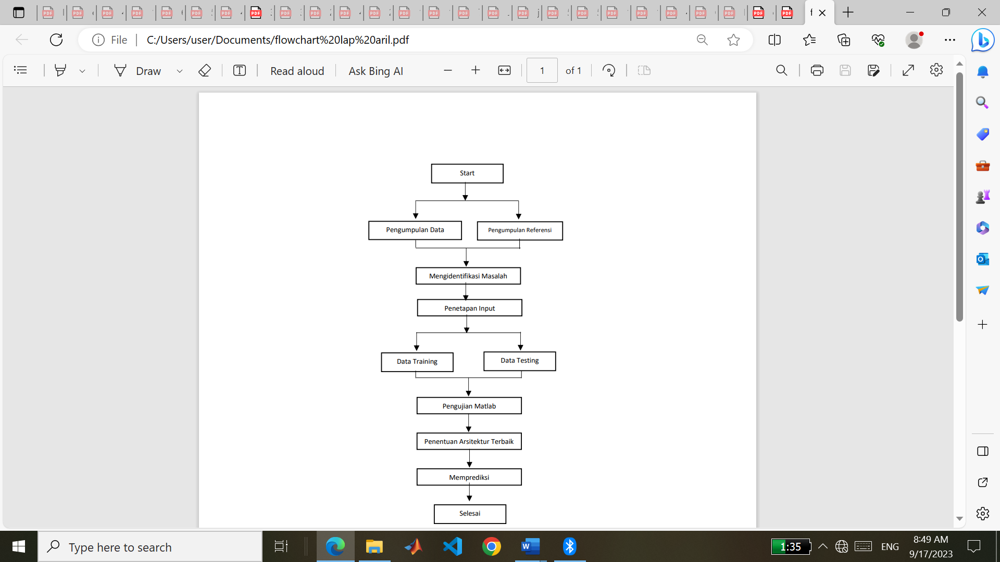 File
C:/Users/user/Documents/flowchart%20lap%20aril.pdf
Draw
Read aloud
Ask Bing AI
1
of 1
Start
Pengumpulan Data
Pengumpulan Referensi
Mengidentifikasi Masalah
Penetapan Input
Data Training
Data Testing
Pengujian Matlab
Penentuan Arsitektur Terbaik
Memprediksi
Selesai
Type here to search
1:35
ENG
8:49 AM
9/17/2023